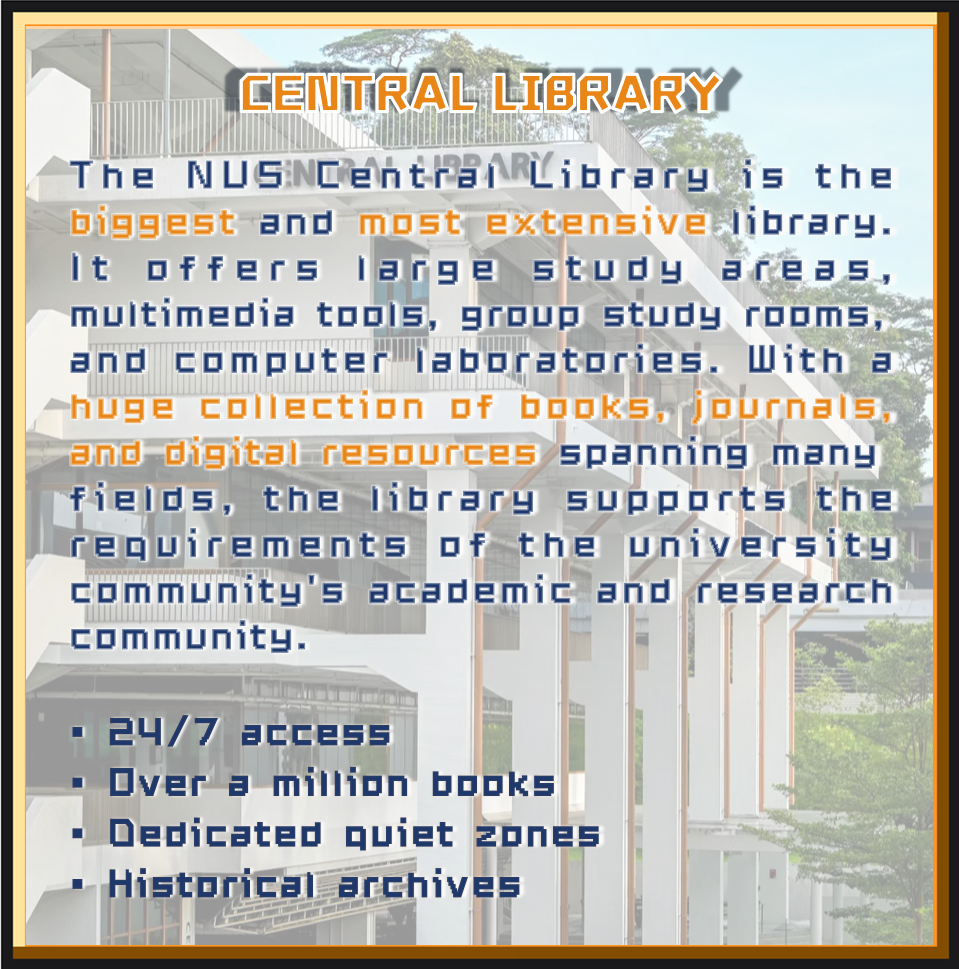 CENTRAL LIBRARY
CENTRAL LIBRARY
The NUS Central Library is the
biggest and most extensive library.
It offers large study areas,
multimedia tools, group study rooms,
and computer laboratories. With a
huge collection of books, journals,
and digital resources spanning many
fields, the library supports the
requirements of the university
community's academic and research
community.
▪ 24/7 access
▪ Over a million books
▪ Dedicated quiet zones
▪ Historical archives